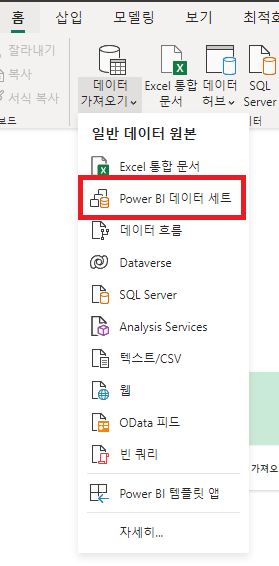 홈 삽입 모델링 보기 최적화
잘라내기
복사
서식 복사
보드
데이터 가져오기
Excel 통합 문서
데이터 허브
SQL Server
터
일반 데이터 원본
Excel 통합 문서
Power BI 데이터 세트
데이터 흐름
Dataverse
SQL Server
Analysis Services
텍스트/CSV
웹
OData 피드
빈 쿼리
Power BI 템플릿 앱
자세히...
가져오